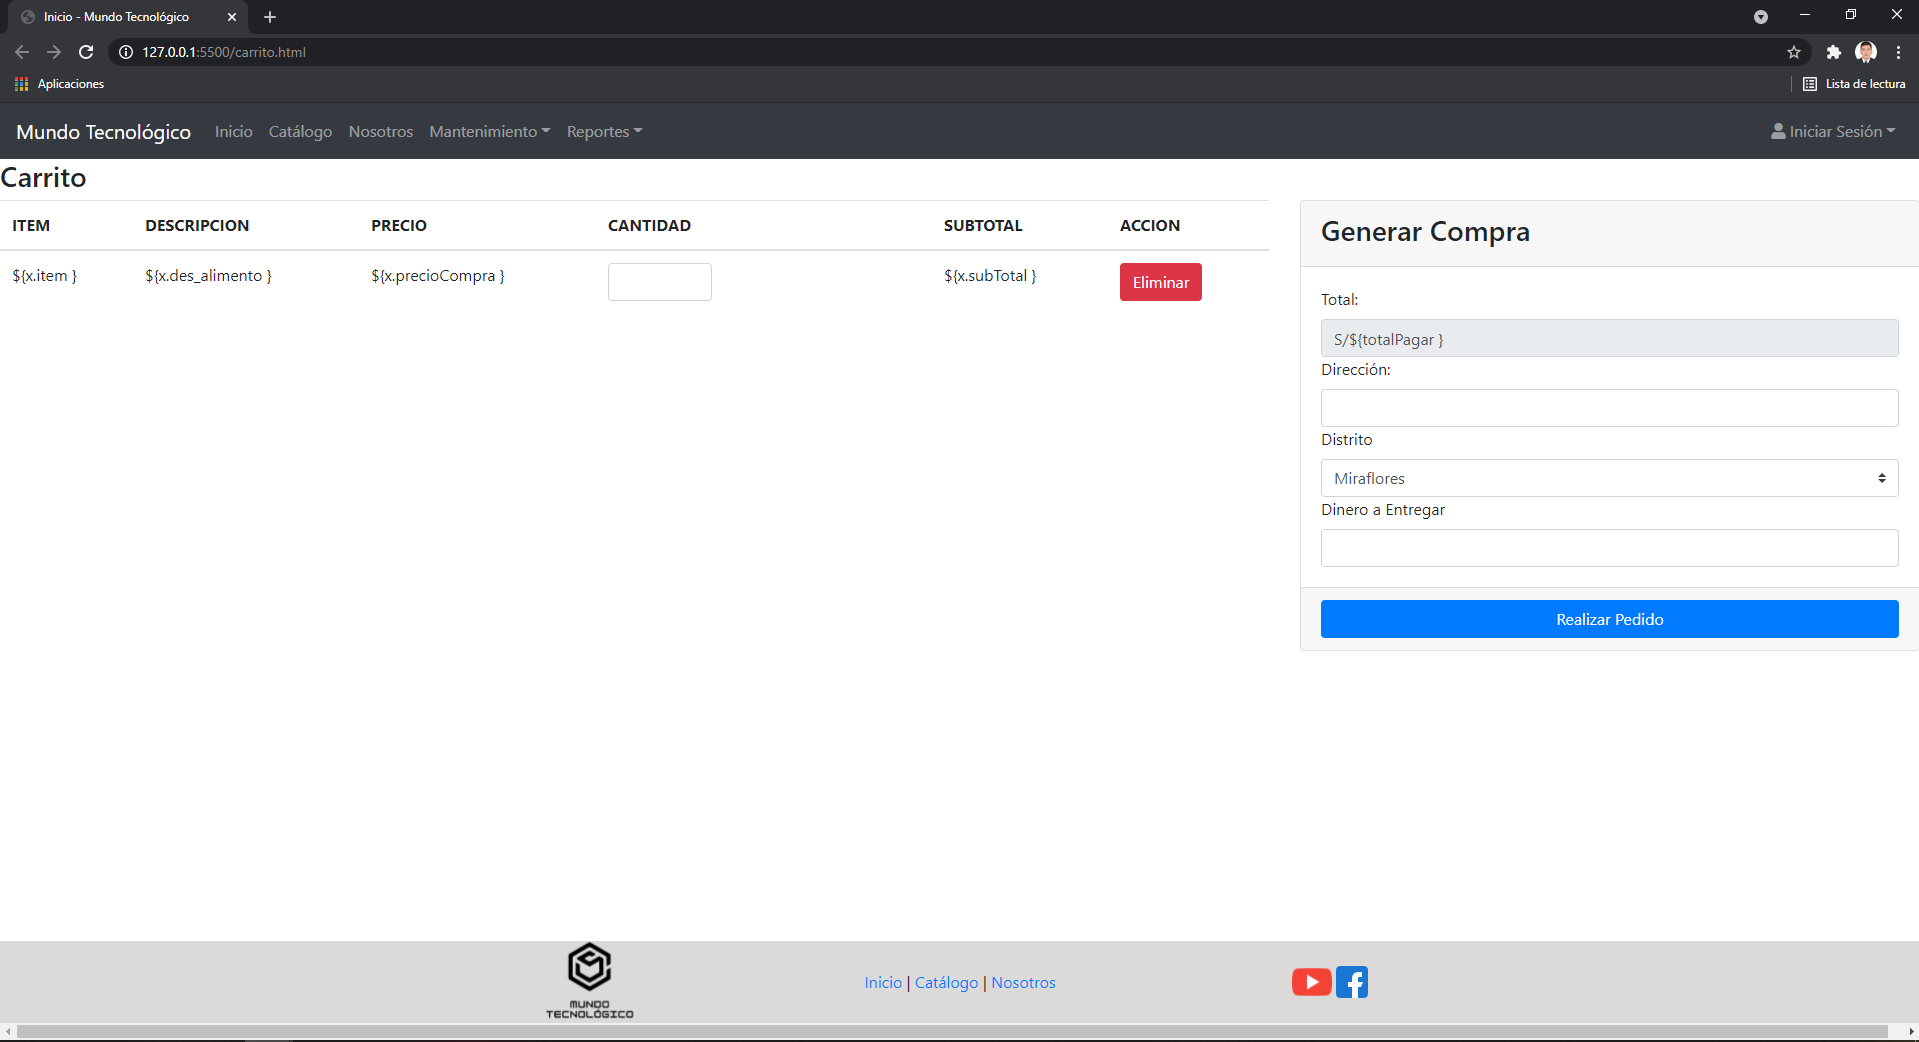 Inicio - Mundo Tecnológico
127.0.0.1:5500/carrito.html
Aplicaciones
Lista de lectura
Mundo Tecnológico Inicio Catálogo Nosotros Mantenimiento Reportes Iniciar Sesión
Carrito
ITEM DESCRIPCION PRECIO CANTIDAD SUBTOTAL ACCION
${x.item } ${x.des_alimento } ${x.precioCompra } ${x.subTotal } Eliminar
Generar Compra
Total:
S/${totalPagar }
Dirección:
Distrito
Miraflores
Dinero a Entregar
Realizar Pedido
MUNDO
TECNOLÓGICO
Inicio | Catálogo | Nosotros